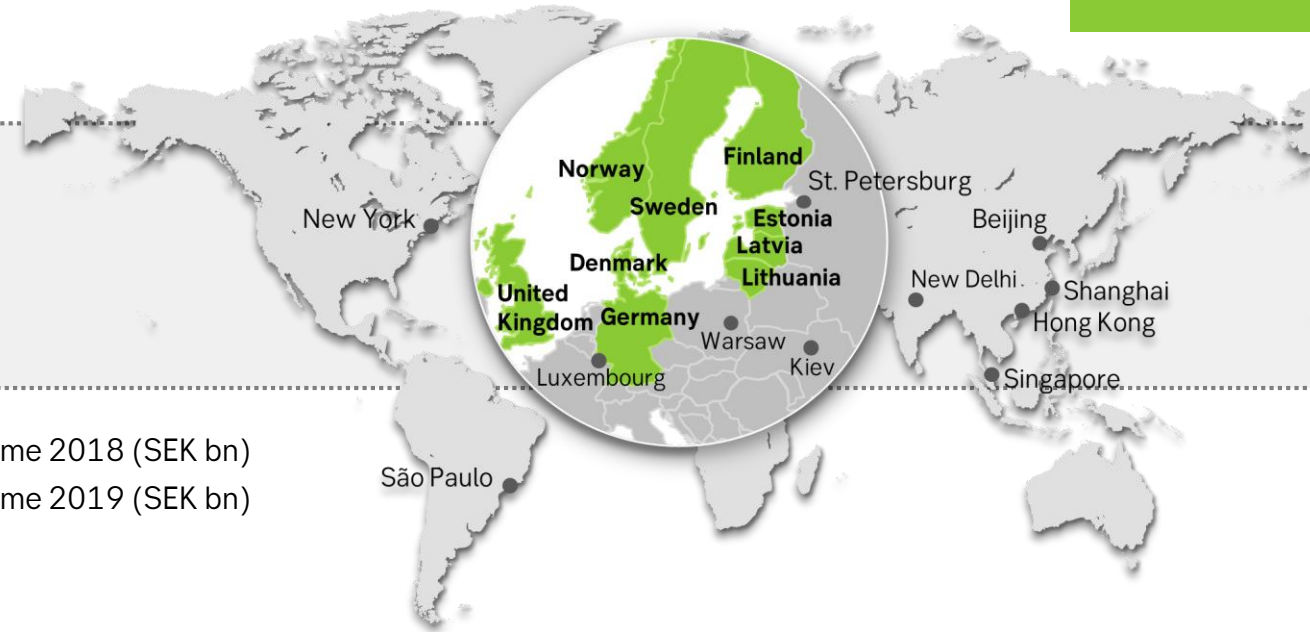 Norway
Finland
St. Petersburg
New York
Sweden
Estonia
Beijing
Latvia
Denmark
Lithuania
New Delhi
United
Kingdom
Germany
Shanghai
Hong Kong
Warsaw
Kiev
Luxembourg
Singapore
me 2018 (SEK bn)
São Paulo
me 2019 (SEK bn)